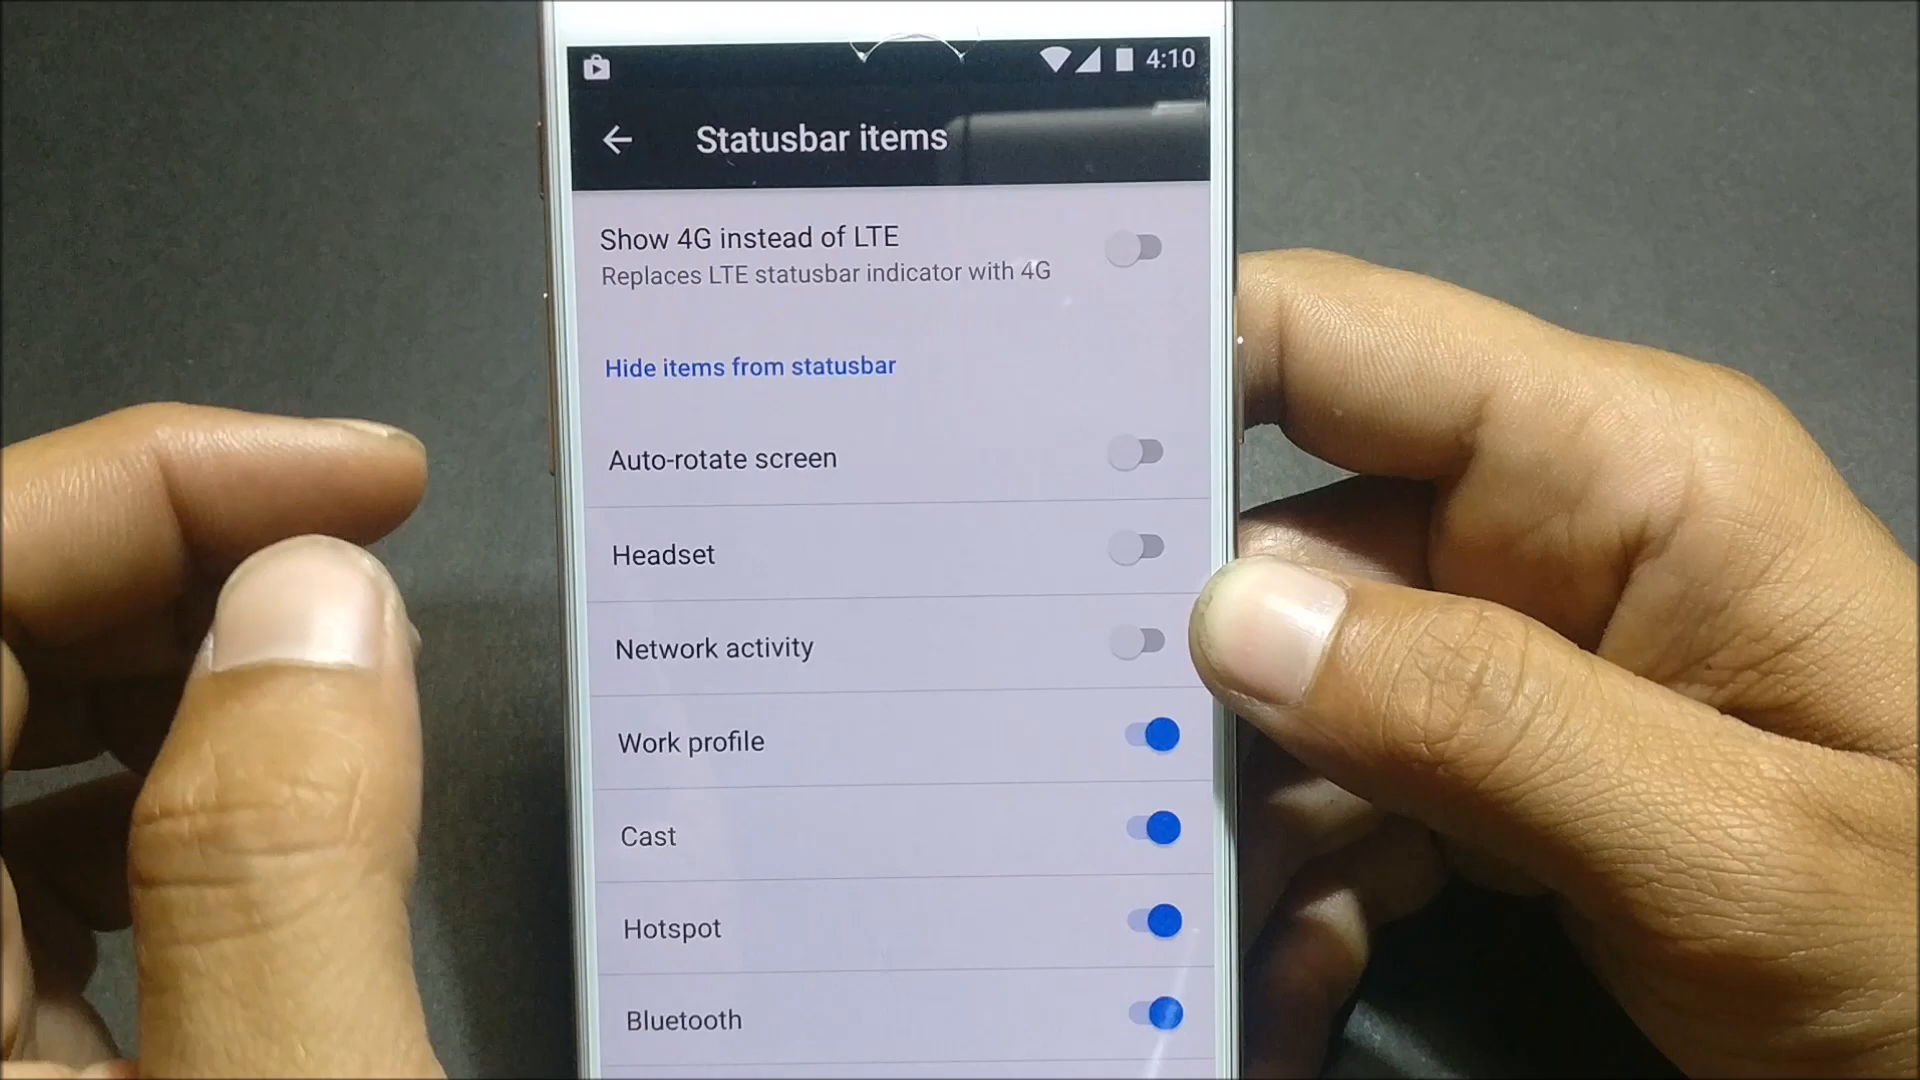 4:10
Statusbar items
Show 4G instead of LTE
Replaces LTE statusbar indicator with 4G
Hide items from statusbar
Auto-rotate screen
Headset
Network activity
Work profile
Cast
Hotspot
Bluetooth